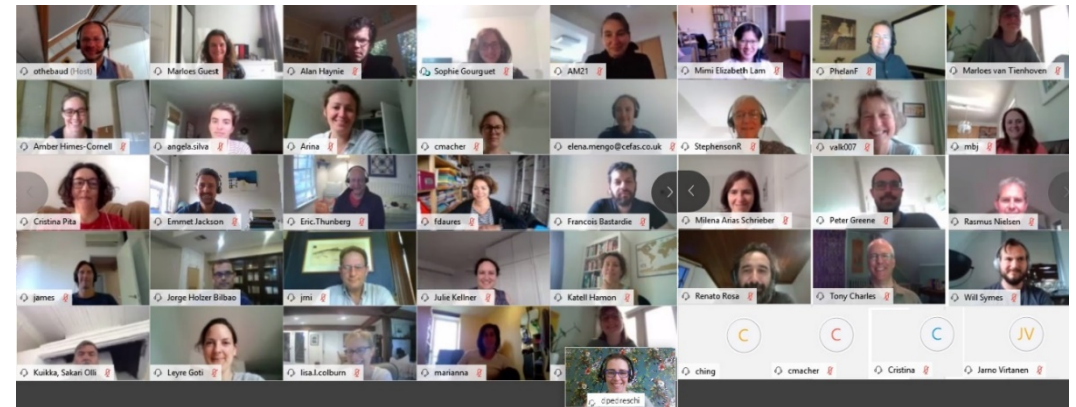 othebaud (Host)
Marloes Guest
Alan Haynie
Sophie Gourguet
AM21
Mimi Elizabeth Lam
PhelanF
Marloes van Tienhoven
Amber Himes-Cornell
angela.silva
Arina
cmacher
elena.mengo@cefas.co.uk
StephensonR
valk007
mbj
Cristina Pita
Emmet Jackson
Eric.Thunberg
fdaures
Francois Bastardie
Milena Arias Schrieber
Peter Greene
Rasmus Nielsen
james
Jorge Holzer Bilbao
jmi
Julie Kellner
Katell Hamon
Renato Rosa
Tony Charles
Will Symes
Kuikka, Sakari Olli
Leyre Goti
lisa.l.colburn
marianna
dpedreschi
C
ching
C
cmacher
C
Cristina
JV
Jarno Virtanen